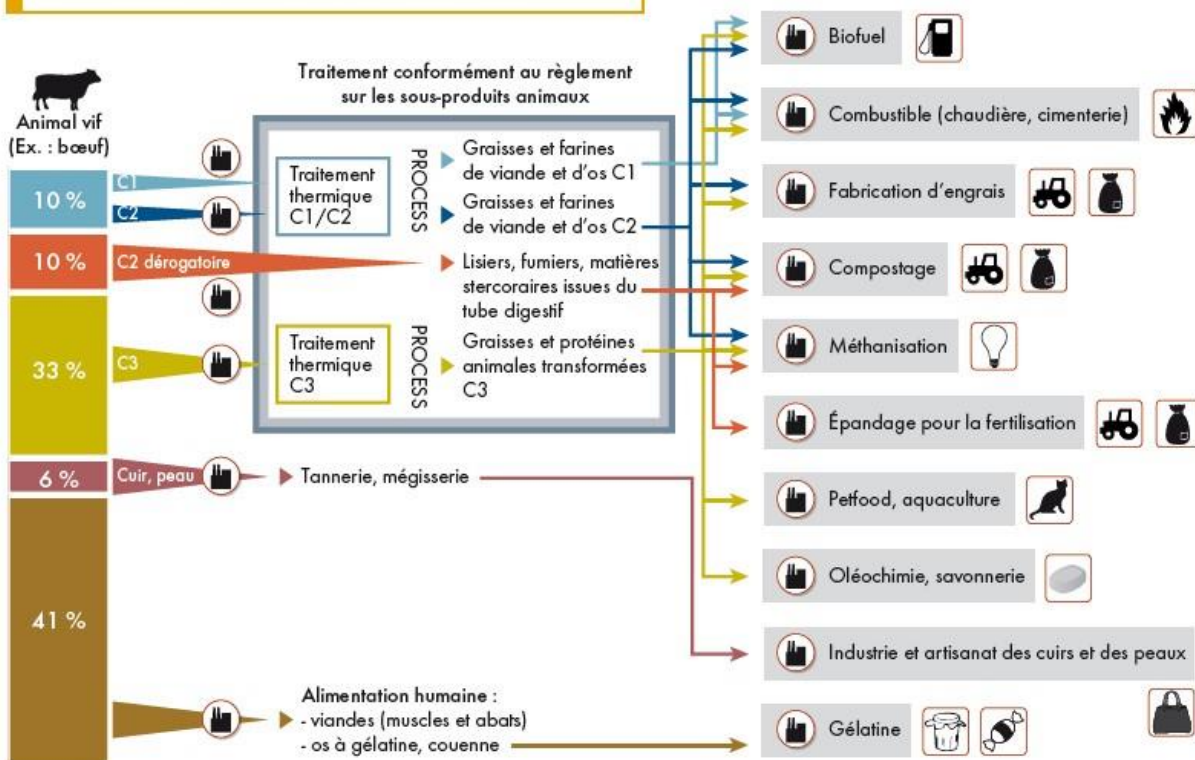 Traitement conformément au règlement
sur les sous-produits animaux
Animal vif
(Ex. : bœuf)
10 %
C1
C2
10 %
C2 dérogatoire
33 %
C3
6 %
Cuir, peau
41 %
Traitement
thermique
C1/C2
PROCESS
Graisses et farines
de viande et d'os C1
Graisses et farines
de viande et d'os C2
Lisiers, fumiers, matières
stercoraires issues du
tube digestif
Traitement
thermique
C3
PROCESS
Graisses et protéines
animales transformées
C3
Tannerie, mégisserie
Alimentation humaine :
- viandes (muscles et abats)
- os à gélatine, couenne
Biofuel
Combustible (chaudière, cimenterie)
Fabrication d'engrais
Compostage
Méthanisation
Épandage pour la fertilisation
Petfood, aquaculture
Oléochimie, savonnerie
Industrie et artisanat des cuirs et des peaux
Gélatine